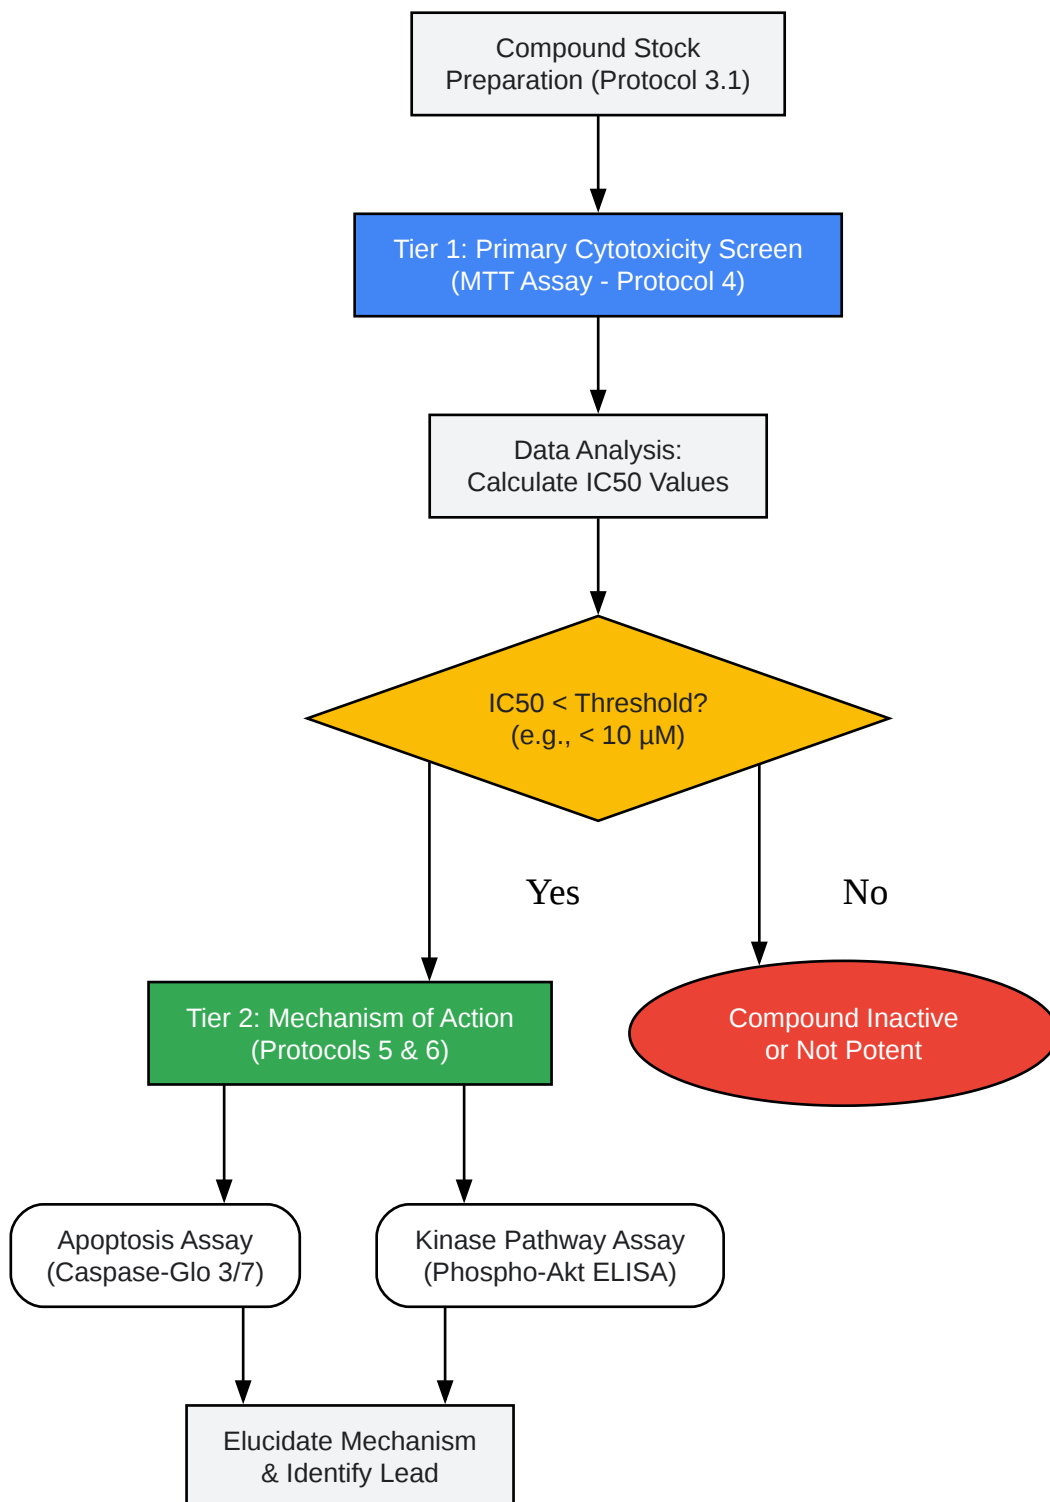 Compound Stock
Preparation (Protocol 3.1)
Tier 1: Primary Cytotoxicity Screen
(MTT Assay - Protocol 4)
Data Analysis:
Calculate IC50 Values
IC50 < Threshold?
(e.g., < 10 µM)
Yes
No
Tier 2: Mechanism of Action
(Protocols 5 & 6)
Compound Inactive
or Not Potent
Apoptosis Assay
(Caspase-Glo 3/7)
Kinase Pathway Assay
(Phospho-Akt ELISA)
Elucidate Mechanism
& Identify Lead